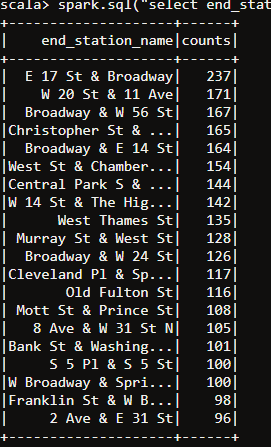 scala> spark.sql("select end_stat
+--------------------+------+
|    end_station_name|counts|
+--------------------+------+
|  E 17 St & Broadway|   237|
|    W 20 St & 11 Ave|   171|
|  Broadway & W 56 St|   167|
|Christopher St & ...|   165|
|  Broadway & E 14 St|   164|
|West St & Chamber...|   154|
|Central Park S & ...|   144|
|W 14 St & The Hig...|   142|
|      West Thames St|   135|
| Murray St & West St|   128|
|  Broadway & W 24 St|   126|
|Cleveland Pl & Sp...|   117|
|       Old Fulton St|   116|
| Mott St & Prince St|   108|
|   8 Ave & W 31 St N|   105|
|Bank St & Washing...|   101|
|     S 5 Pl & S 5 St|   100|
|W Broadway & Spri...|   100|
|Franklin St & W B...|    98|
|     2 Ave & E 31 St|    96|
+--------------------+------+